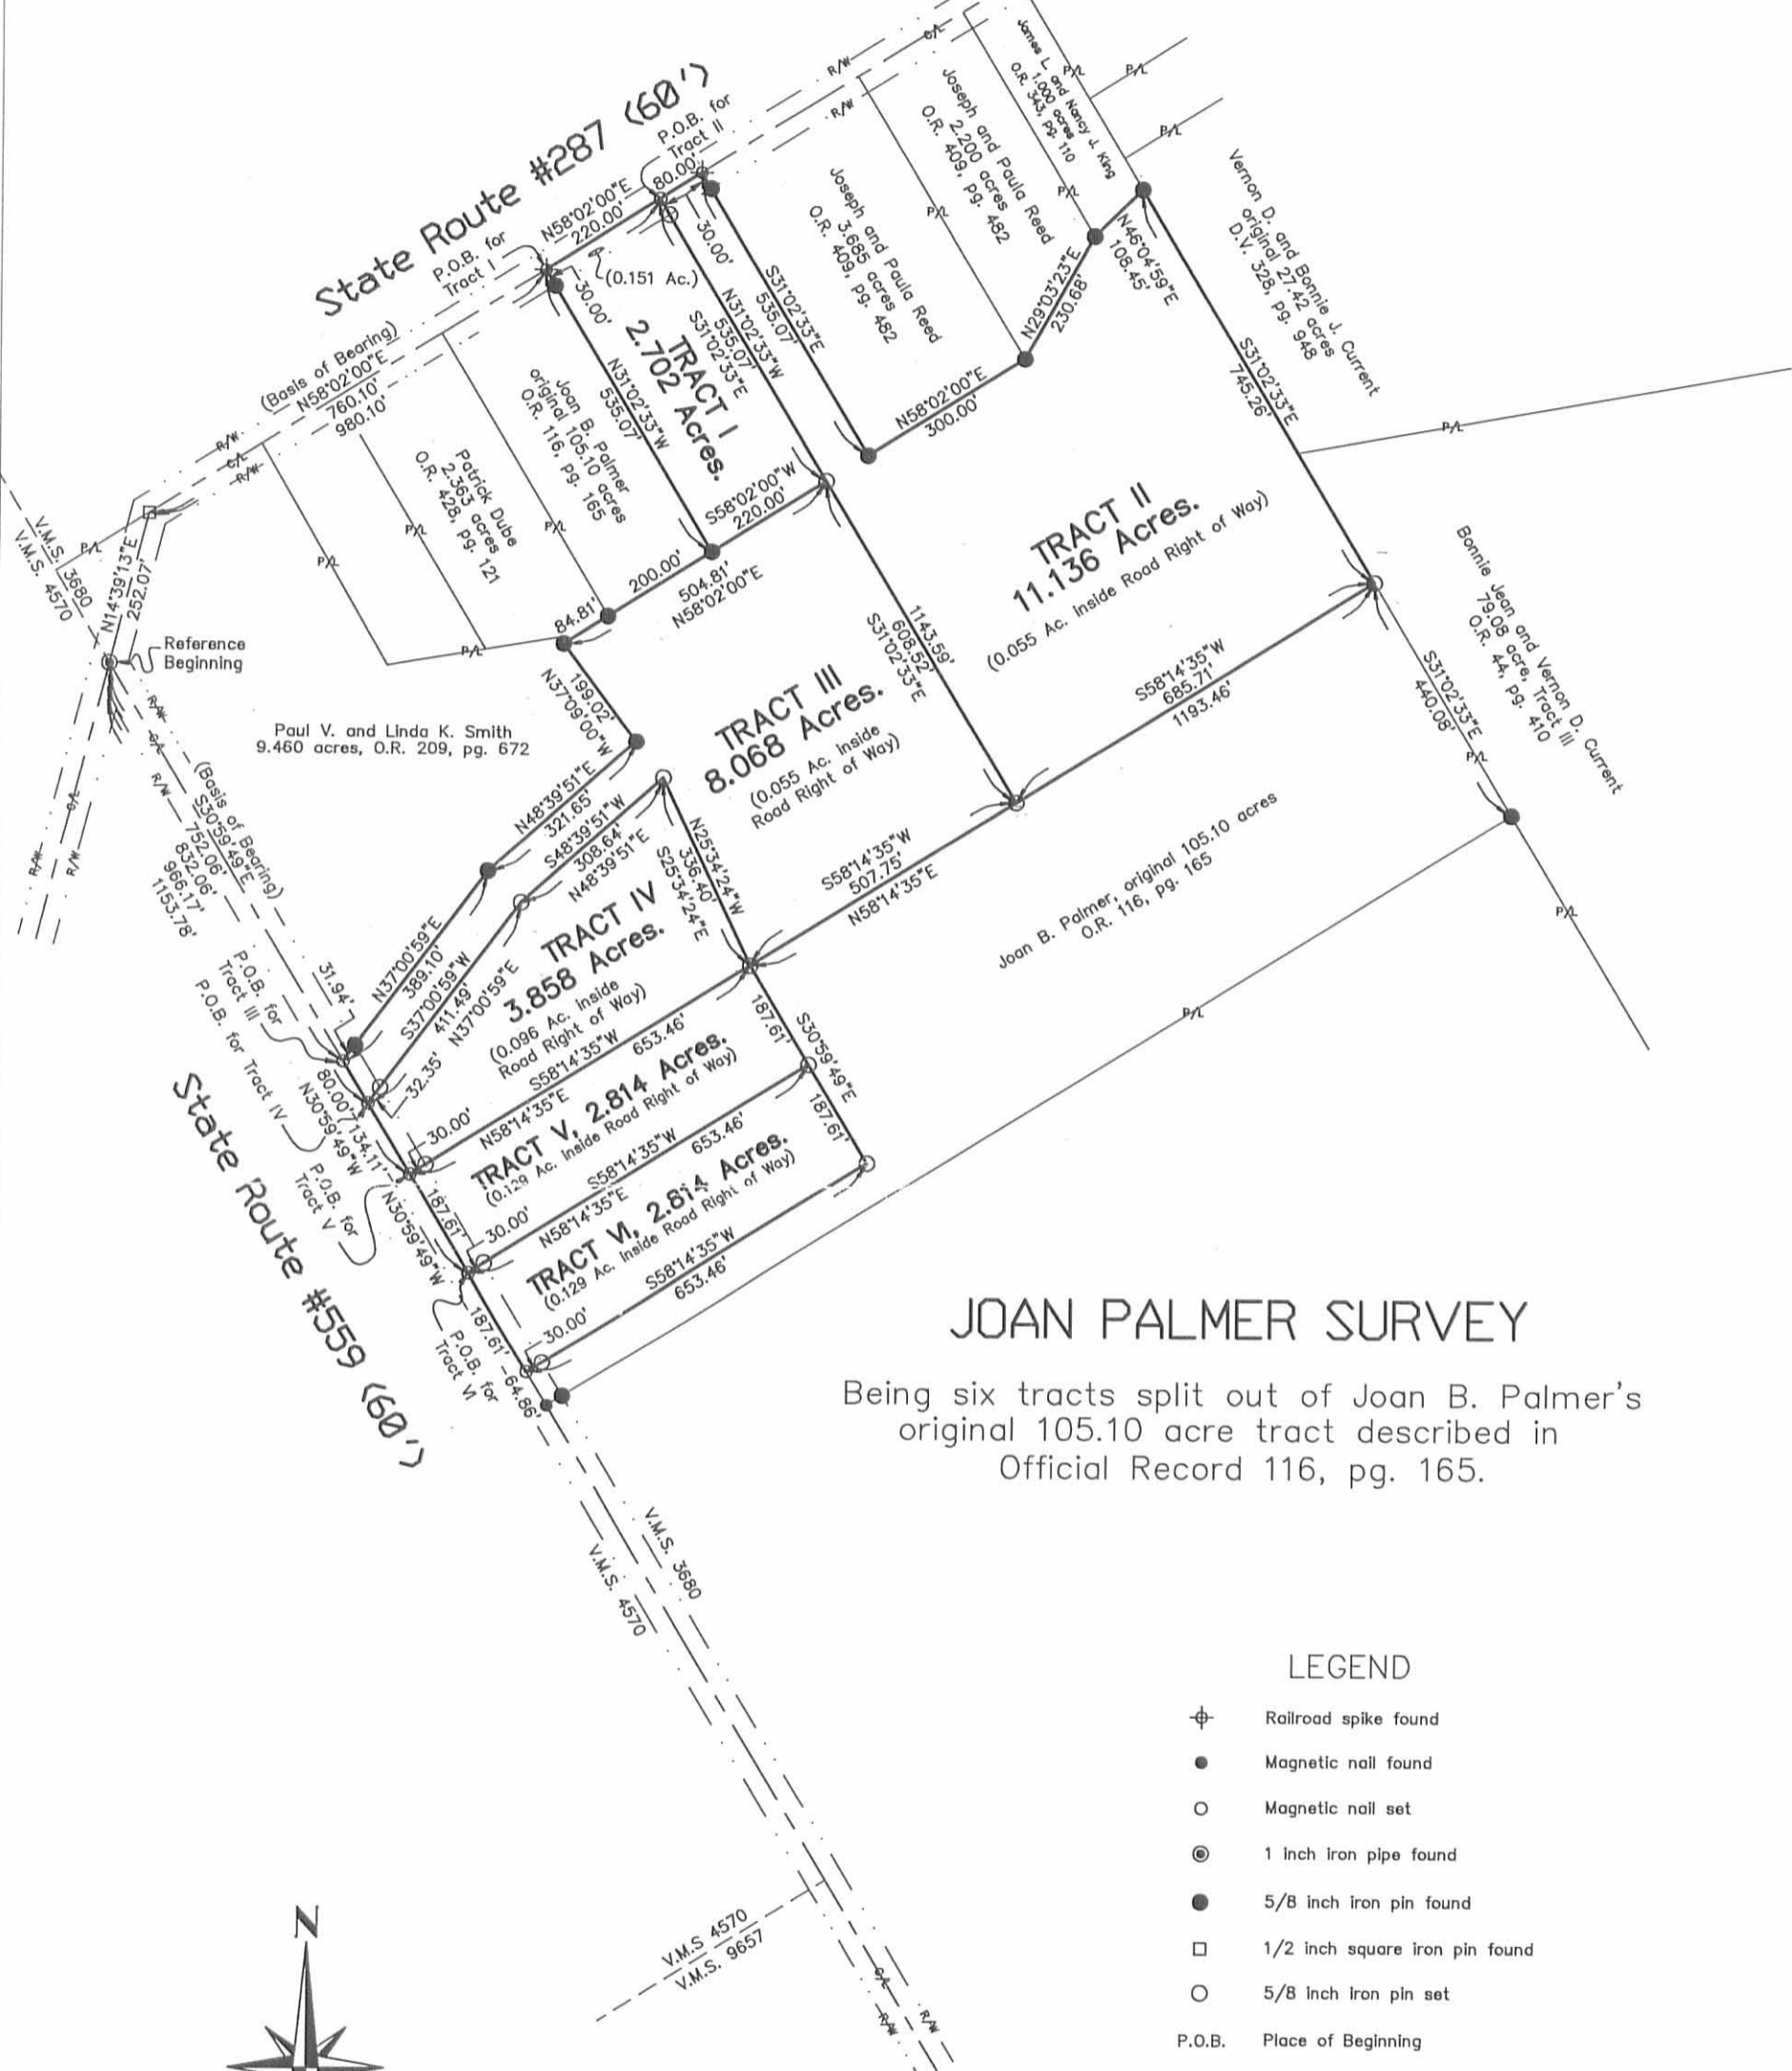 State Route #287 (60')
P.O.B. for
Tract II
80.00'
N58°02'00"E
220.00'
P.O.B. for
Tract I
(0.151 Ac.)
30.00'
30.00'
(Basis of Bearing)
N58°02'00"E
760.10'
980.10'
R/W
C/L
R/W
R/W
R/W
C/L
James L. and Nancy J. King
1.000 acres
O.R. 343, pg. 110
P/L
P/L
P/L
Joseph and Paula Reed
2.200 acres
O.R. 409, pg. 482
P/L
Joseph and Paula Reed
3.685 acres
O.R. 409, pg. 482
P/L
Vernon D. and Bonnie J. Current
original 27.42 acres
D.V. 328, pg. 948
N46°04'59"E
108.45'
N29°03'23"E
230.68'
N58°02'00"E
300.00'
S31°02'33"E
535.07'
N31°02'33"W
535.07'
S31°02'33"E
TRACT I
2.702 Acres.
N31°02'33"W
535.07'
S58°02'00"W
220.00'
Joan B. Palmer
original 105.10 acres
O.R. 116, pg. 165
P/L
Patrick Dube
2.363 acres
O.R. 428, pg. 121
P/L
P/L
P/L
200.00'
504.81'
N58°02'00"E
84.81'
S31°02'33"E
745.26'
P/L
TRACT II
11.136 Acres.
(0.055 Ac. inside Road Right of Way)
Bonnie Jean and Vernon D. Current
79.08 acre, Tract III
O.R. 44, pg. 410
S31°02'33"E
440.08'
P/L
P/L
V.M.S. 3680
V.M.S. 4570
P/L
N14°39'13"E
252.07'
Reference
Beginning
Paul V. and Linda K. Smith
9.460 acres, O.R. 209, pg. 672
199.02'
N37°09'00"W
1143.59'
608.52'
S31°02'33"E
TRACT III
8.068 Acres.
(0.055 Ac. inside
Road Right of Way)
S58°14'35"W
685.71'
1193.46'
N48°39'51"E
321.65'
S48°39'51"W
308.64'
N48°39'51"E
N25°34'24"W
336.40'
S25°34'24"E
S58°14'35"W
507.75'
N58°14'35"E
Joan B. Palmer, original 105.10 acres
O.R. 116, pg. 165
P/L
R/W
C/L
R/W
R/W
C/L
R/W
(Basis of Bearing)
S30°59'49"E
752.06'
832.06'
966.17'
1153.78'
31.94'
P.O.B. for
Tract III
P.O.B. for Tract IV
N37°00'59"E
389.10'
S37°00'59"W
411.49'
N37°00'59"E
TRACT IV
3.858 Acres.
(0.096 Ac. inside
Road Right of Way)
32.35'
80.00'
134.11'
N30°59'49"W
S58°14'35"W
653.46'
N58°14'35"E
30.00'
TRACT V, 2.814 Acres.
(0.129 Ac. Inside Road Right of Way)
187.61'
S30°59'49"E
187.61'
P.O.B. for
Tract V
187.61'
N30°59'49"W
S58°14'35"W
653.46'
N58°14'35"E
30.00'
TRACT VI, 2.814 Acres.
(0.129 Ac. Inside Road Right of Way)
S58°14'35"W
653.46'
30.00'
187.61'
64.86'
P.O.B. for
Tract VI
State Route #559 (60')
JOAN PALMER SURVEY
Being six tracts split out of Joan B. Palmer's
original 105.10 acre tract described in
Official Record 116, pg. 165.
V.M.S. 3680
V.M.S. 4570
V.M.S 4570
V.M.S. 9657
C/L
R/W
R/W
LEGEND
Railroad spike found
Magnetic nail found
Magnetic nail set
1 inch iron pipe found
5/8 inch iron pin found
1/2 inch square iron pin found
5/8 inch iron pin set
P.O.B. Place of Beginning
N